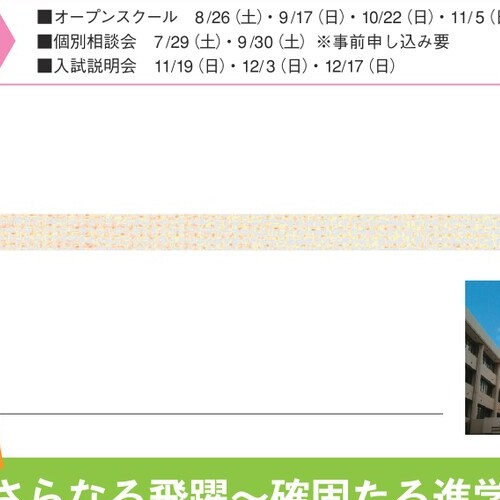 ■オープンスクール 8/26（土）・9/17（日）・10/22（日）・11/5（
■個別相談会 7/29（土）・9/30（土） ※事前申し込み要
■入試説明会 11/19（日）・12/3（日）・12/17（日）
さらなる飛躍〜確固たる進学